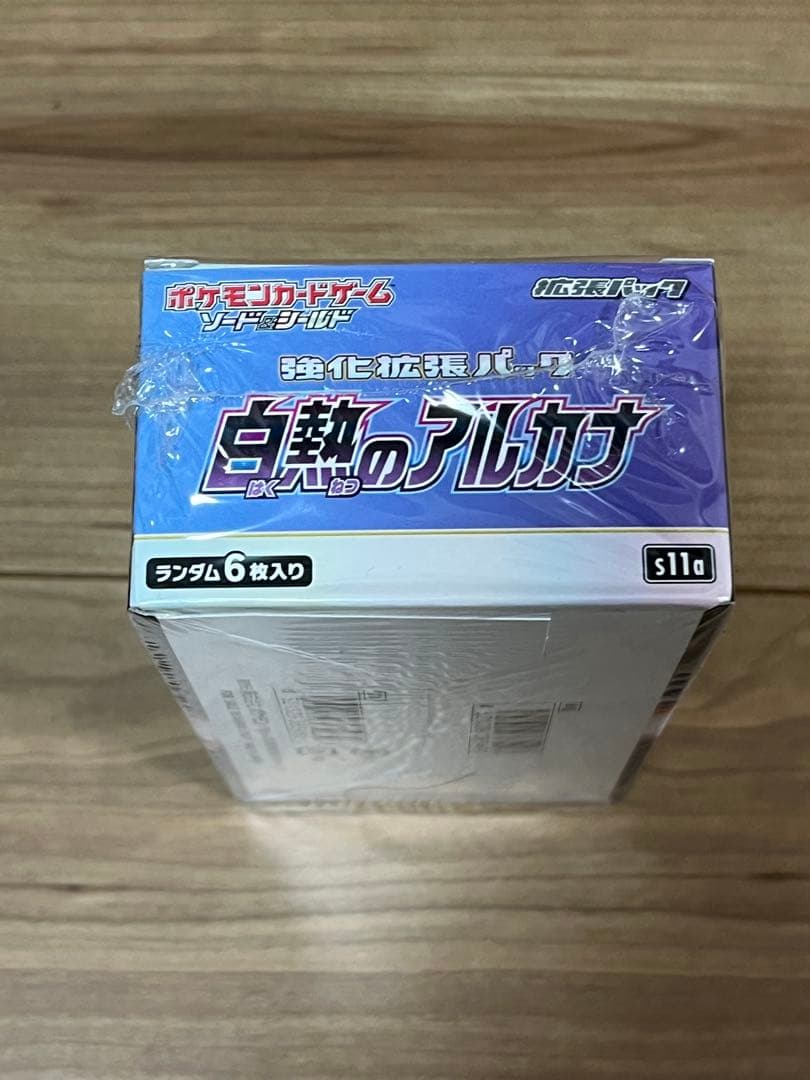 ポケモンカードゲーム
ソード&シールド
拡張パック
強化拡張パック
白熱のアルカナ
はく ねつ
ランダム6枚入り
s11a